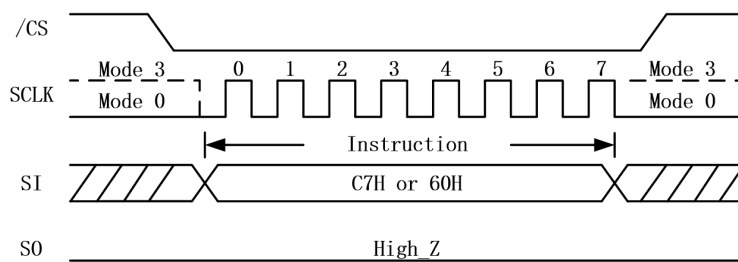 /CS
Mode 3 0 1 2 3 4 5 6 7 Mode 3
SCLK
Mode 0 Mode 0
Instruction
SI C7H or 60H
SO High_Z